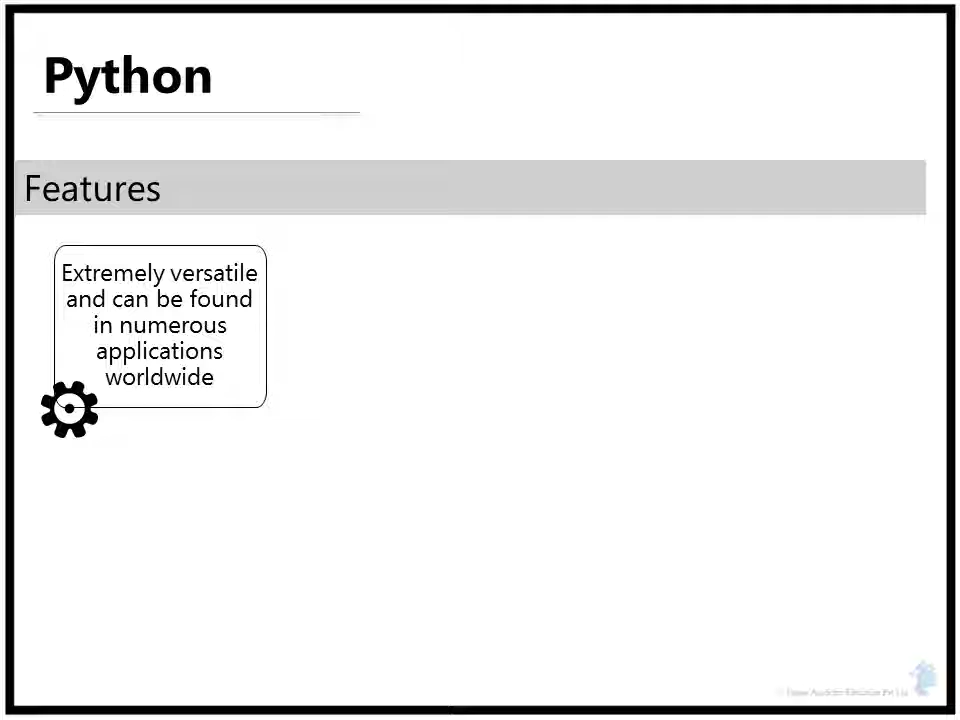 Python
Features
Extremely versatile
and can be found
in numerous
applications
worldwide